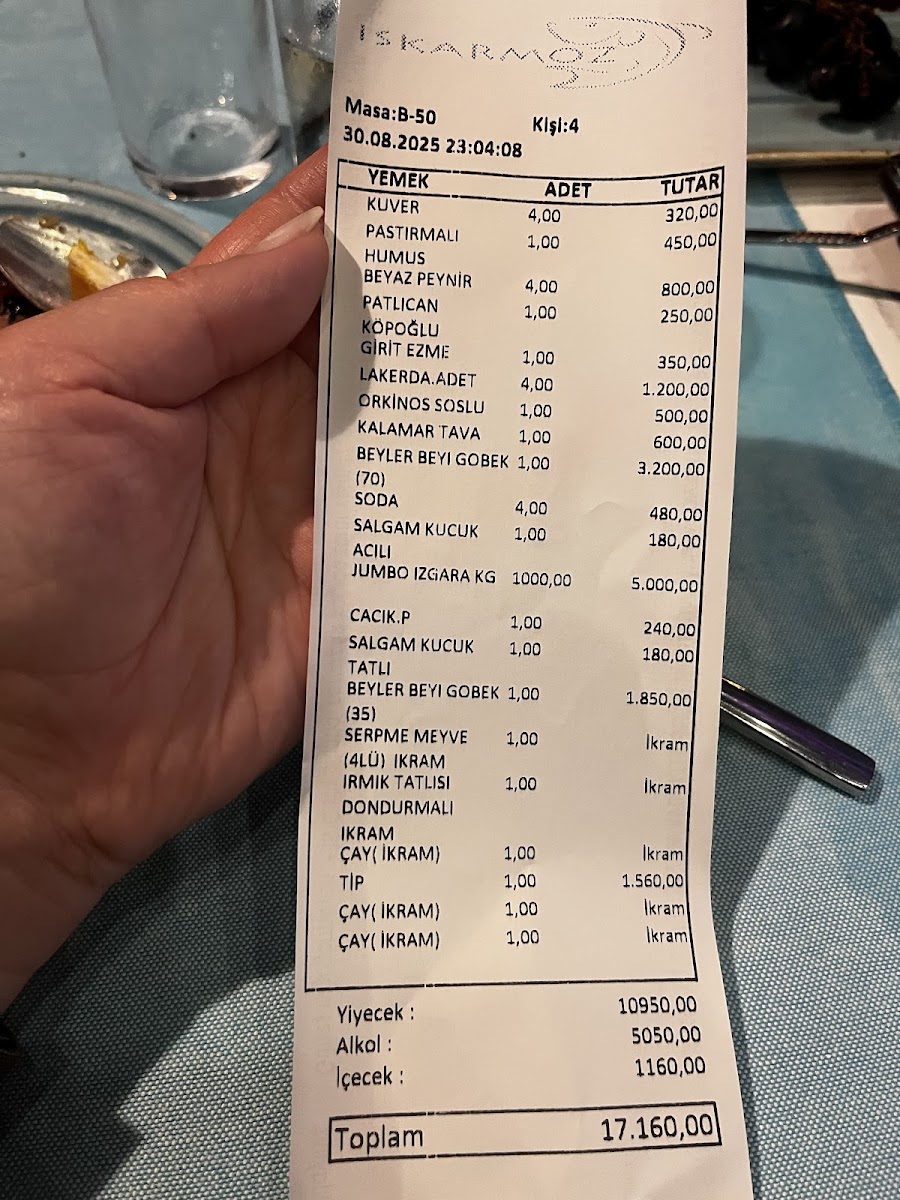 ISKARMOZ
Masa:B-50 Kişi:4
30.08.2025 23:04:08
YEMEK ADET TUTAR
KUVER 4,00 320,00
PASTIRMALI 1,00 450,00
HUMUS
BEYAZ PEYNİR 4,00 800,00
PATLICAN 1,00 250,00
KÖPOĞLU
GİRİT EZME 1,00 350,00
LAKERDA.ADET 4,00 1.200,00
ORKİNOS SOSLU 1,00 500,00
KALAMAR TAVA 1,00 600,00
BEYLER BEYI GOBEK 1,00 3.200,00
(70)
SODA 4,00 480,00
SALGAM KUCUK 1,00 180,00
ACILI
JUMBO IZGARA KG 1000,00 5.000,00
CACIK.P 1,00 240,00
SALGAM KUCUK 1,00 180,00
TATLI
BEYLER BEYI GOBEK 1,00 1.850,00
(35)
SERPME MEYVE 1,00 İkram
(4LÜ) IKRAM
IRMIK TATLISI 1,00 İkram
DONDURMALI
IKRAM
ÇAY( İKRAM) 1,00 İkram
TİP 1,00 1.560,00
ÇAY( İKRAM) 1,00 İkram
ÇAY( İKRAM) 1,00 İkram
Yiyecek : 10950,00
Alkol : 5050,00
İçecek : 1160,00
Toplam 17.160,00